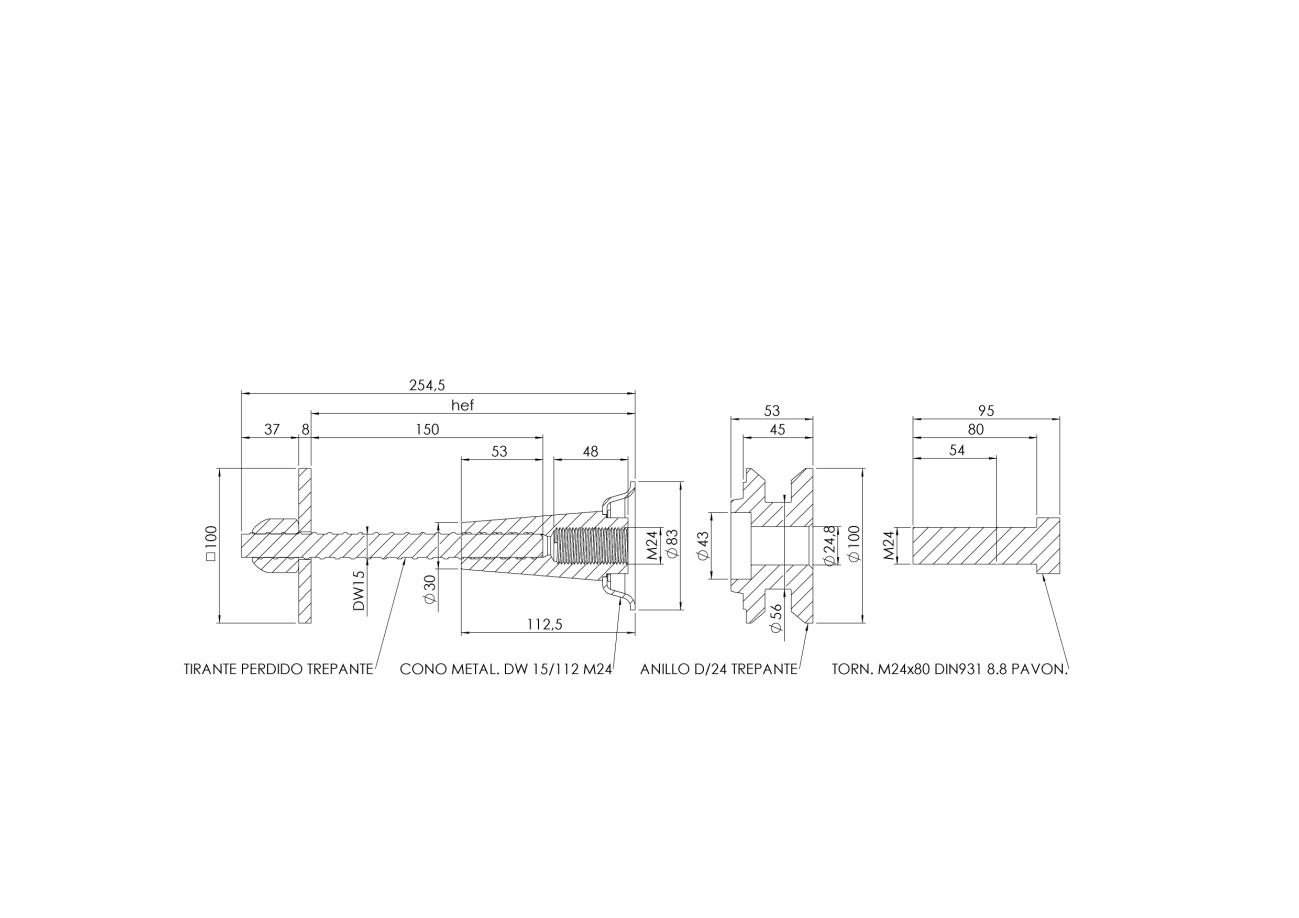 254,5
hef
37
8
150
53
48
53
45
95
80
54
□100
DW15
∅30
112,5
M24
∅83
∅43
∅56
∅24,8
∅100
M24
TIRANTE PERDIDO TREPANTE
CONO METAL. DW 15/112 M24
ANILLO D/24 TREPANTE
TORN. M24x80 DIN931 8.8 PAVON.